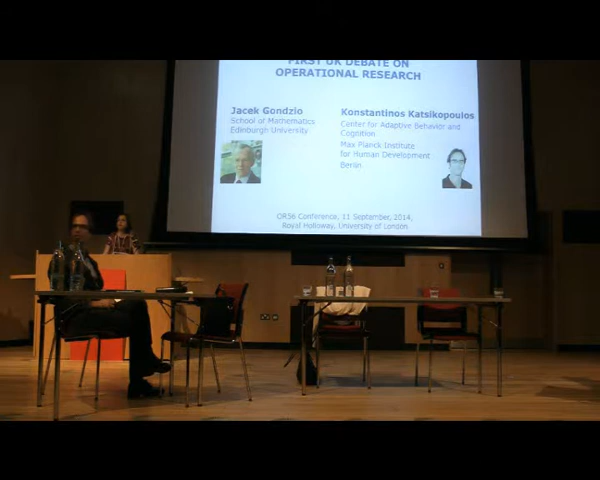 FIRST UK DEBATE ON
OPERATIONAL RESEARCH
Jacek Gondzio
School of Mathematics
Edinburgh University
Konstantinos Katsikopoulos
Center for Adaptive Behavior and
Cognition
Max Planck Institute
for Human Development
Berlin
OR56 Conference, 11 September, 2014,
Royal Holloway, University of London